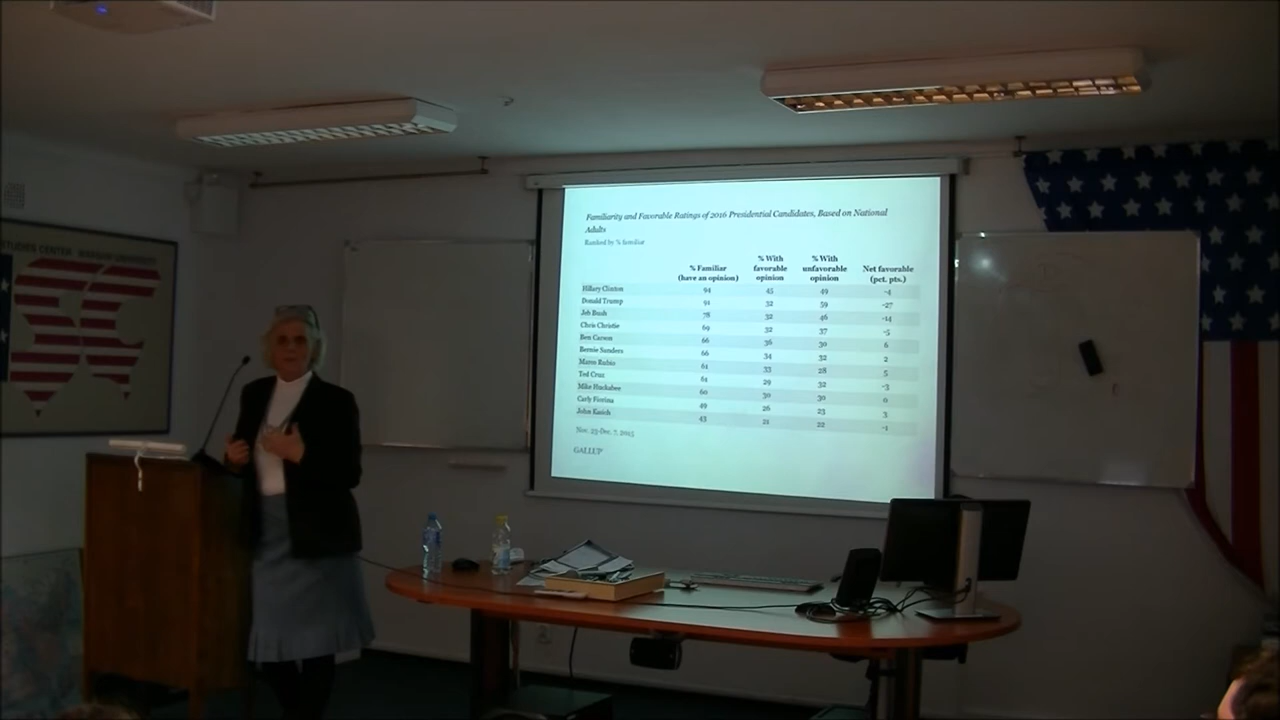 STUDIES CENTER WARSAW UNIVERSITY
Familiarity and Favorable Ratings of 2016 Presidential Candidates, Based on National
Adults
Ranked by % familiar
% Familiar (have an opinion) % With favorable opinion % With unfavorable opinion Net favorable (pct. pts.)
Hillary Clinton 94 45 49 -4
Donald Trump 91 32 59 -27
Jeb Bush 78 32 46 -14
Chris Christie 69 32 37 -5
Ben Carson 66 36 30 6
Bernie Sanders 66 34 32 2
Marco Rubio 61 33 28 5
Ted Cruz 61 29 32 -3
Mike Huckabee 60 30 30 0
Carly Fiorina 49 26 23 3
John Kasich 43 21 22 -1
Nov. 23-Dec. 7, 2015
GALLUP